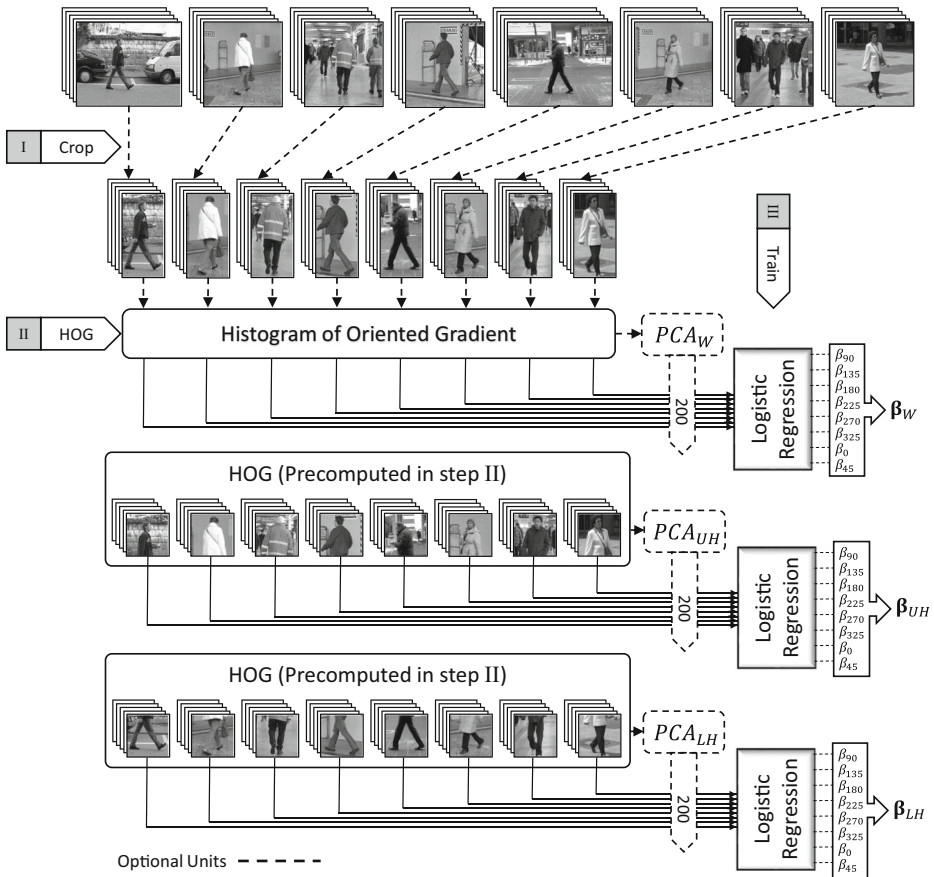 I Crop
III Train
II HOG
Histogram of Oriented Gradient
PCA_W
200
Logistic Regression
β_90
β_135
β_180
β_225
β_270
β_325
β_0
β_45
β_W
HOG (Precomputed in step II)
PCA_UH
200
Logistic Regression
β_90
β_135
β_180
β_225
β_270
β_325
β_0
β_45
β_UH
HOG (Precomputed in step II)
PCA_LH
200
Logistic Regression
β_90
β_135
β_180
β_225
β_270
β_325
β_0
β_45
β_LH
Optional Units